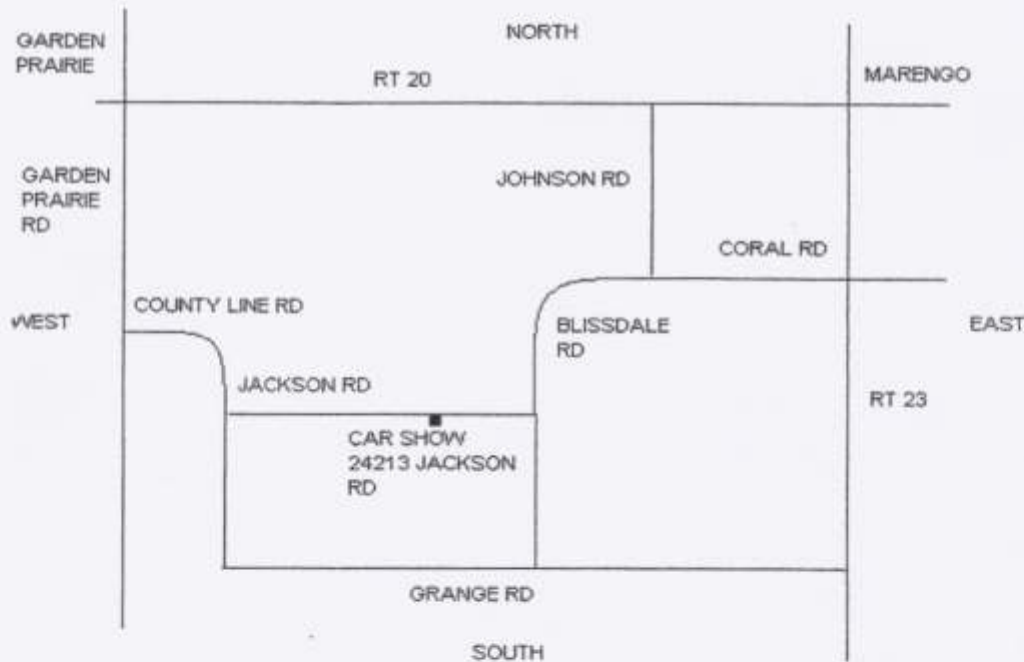 NORTH
GARDEN
PRAIRIE
RT 20
MARENGO
GARDEN
PRAIRIE
RD
JOHNSON RD
CORAL RD
COUNTY LINE RD
WEST
BLISSDALE
RD
EAST
JACKSON RD
RT 23
CAR SHOW
24213 JACKSON
RD
GRANGE RD
SOUTH